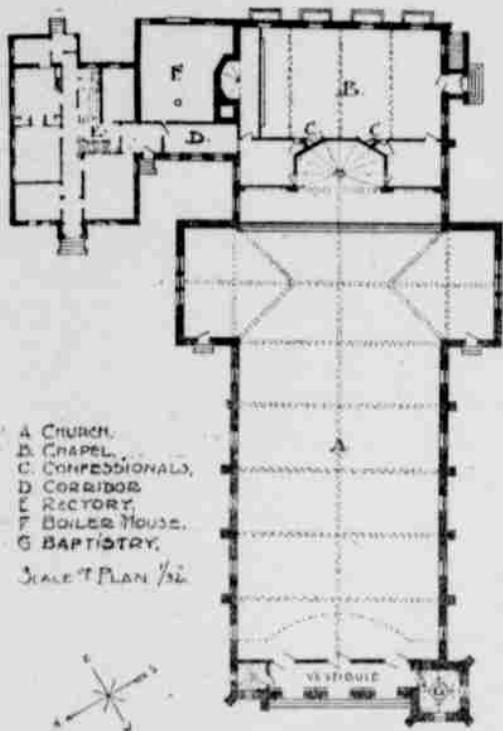 F
B.
C
C
E
D.
A
A CHURCH.
B. CHAPEL.
C. CONFESSIONALS,
D CORRIDOR
E RECTORY,
F BOILER HOUSE.
G BAPTISTRY.
SCALE OF PLAN 1/32
VESTIBULE
E
S